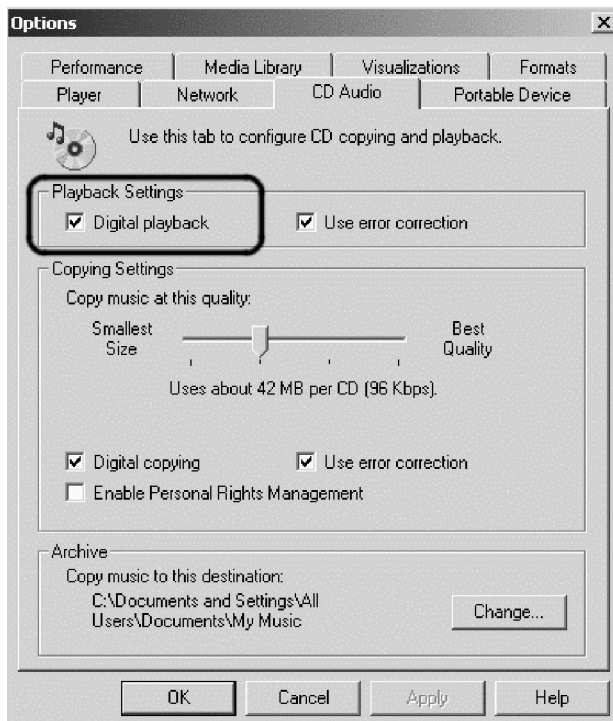 Options
Performance Media Library Visualizations Formats
Player Network CD Audio Portable Device
Use this tab to configure CD copying and playback.
Playback Settings
Digital playback Use error correction
Copying Settings
Copy music at this quality:
Smallest Best
Size Quality
Uses about 42 MB per CD (96 Kbps).
Digital copying Use error correction
Enable Personal Rights Management
Archive
Copy music to this destination:
C:\Documents and Settings\All
Users\Documents\My Music
Change...
OK Cancel Apply Help